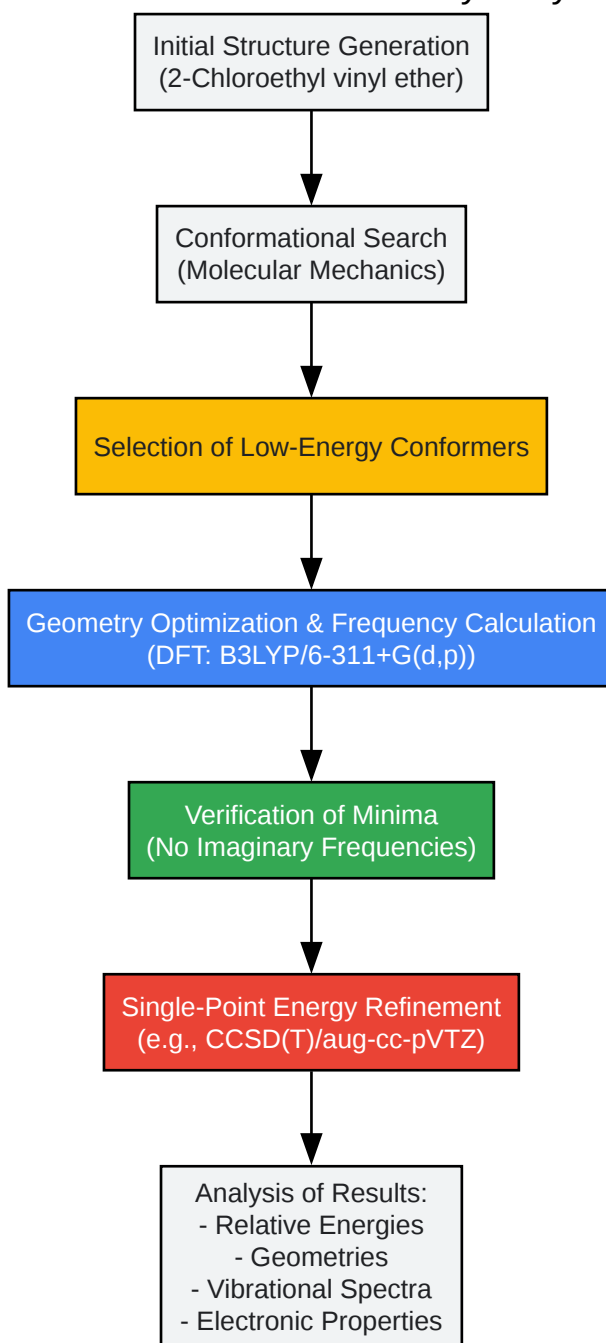 Initial Structure Generation
(2-Chloroethyl vinyl ether)
Conformational Search
(Molecular Mechanics)
Selection of Low-Energy Conformers
Geometry Optimization & Frequency Calculation
(DFT: B3LYP/6-311+G(d,p))
Verification of Minima
(No Imaginary Frequencies)
Single-Point Energy Refinement
(e.g., CCSD(T)/aug-cc-pVTZ)
Analysis of Results:
- Relative Energies
- Geometries
- Vibrational Spectra
- Electronic Properties